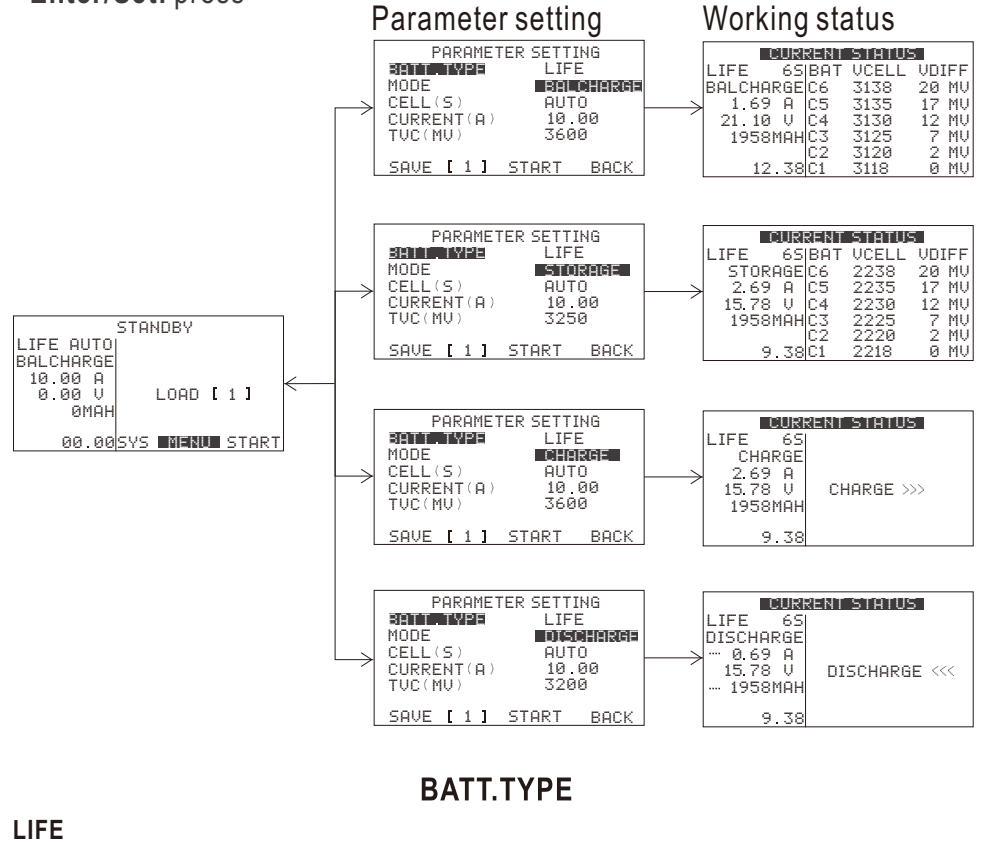 Enter/Set: press
Parameter setting
Working status
PARAMETER SETTING
BATT.TYPE LIFE
MODE BALCHARGE
CELL(S) AUTO
CURRENT(A) 10.00
TVC(MV) 3600
SAVE [ 1 ] START BACK
CURRENT STATUS
LIFE 6S BAT VCELL VDIFF
BALCHARGE C6 3138 20 MV
1.69 A C5 3135 17 MV
21.10 V C4 3130 12 MV
1958MAH C3 3125 7 MV
C2 3120 2 MV
12.38 C1 3118 0 MV
PARAMETER SETTING
BATT.TYPE LIFE
MODE STORAGE
CELL(S) AUTO
CURRENT(A) 10.00
TVC(MV) 3250
SAVE [ 1 ] START BACK
CURRENT STATUS
LIFE 6S BAT VCELL VDIFF
STORAGE C6 2238 20 MV
2.69 A C5 2235 17 MV
15.78 V C4 2230 12 MV
1958MAH C3 2225 7 MV
C2 2220 2 MV
9.38 C1 2218 0 MV
STANDBY
LIFE AUTO
BALCHARGE
10.00 A
0.00 V LOAD [ 1 ]
0MAH
00.00 SYS MENU START
PARAMETER SETTING
BATT.TYPE LIFE
MODE CHARGE
CELL(S) AUTO
CURRENT(A) 10.00
TVC(MV) 3600
SAVE [ 1 ] START BACK
CURRENT STATUS
LIFE 6S
CHARGE
2.69 A
15.78 V CHARGE >>>
1958MAH
9.38
PARAMETER SETTING
BATT.TYPE LIFE
MODE DISCHARGE
CELL(S) AUTO
CURRENT(A) 10.00
TVC(MV) 3200
SAVE [ 1 ] START BACK
CURRENT STATUS
LIFE 6S
DISCHARGE
0.69 A
15.78 V DISCHARGE <<<
1958MAH
9.38
BATT.TYPE
LIFE